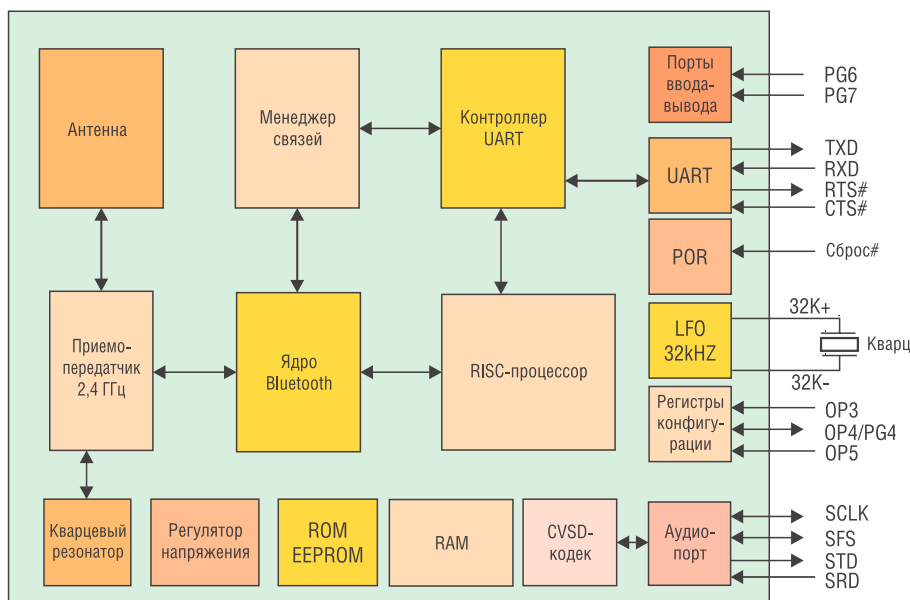 Антенна
Менеджер
связей
Контроллер
UART
Порты
ввода-
вывода
PG6
PG7
UART
TXD
RXD
RTS#
CTS#
POR
Сброс#
Приемо-
передатчик
2,4 ГГц
Ядро
Bluetooth
RISC-процессор
LFO
32kHZ
32K+
Кварц
32K-
Регистры
конфигу-
рации
OP3
OP4/PG4
OP5
Кварцевый
резонатор
Регулятор
напряжения
ROM
EEPROM
RAM
CVSD-
кодек
Аудио-
порт
SCLK
SFS
STD
SRD